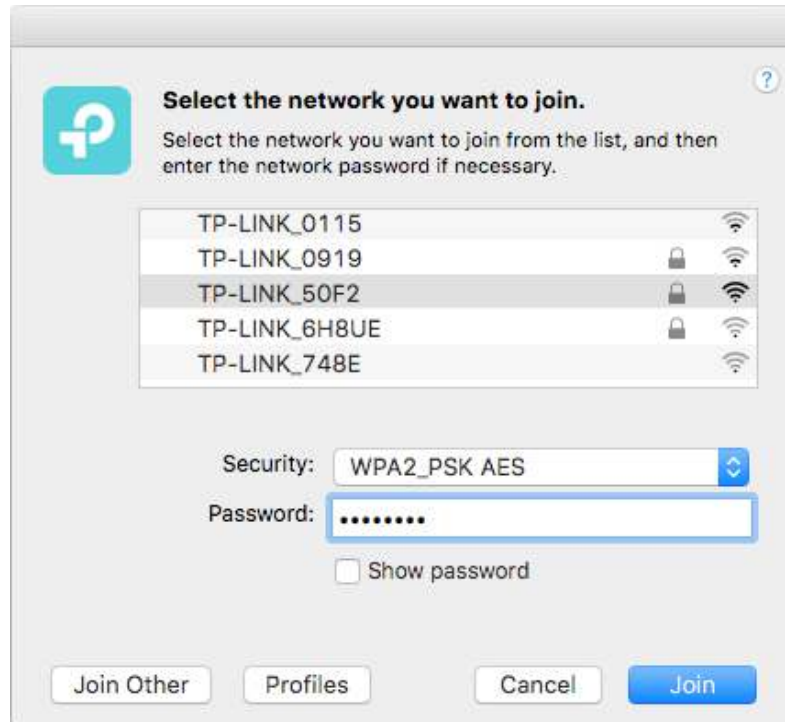 ?
Select the network you want to join.
Select the network you want to join from the list, and then
enter the network password if necessary.
TP-LINK_0115
TP-LINK_0919
TP-LINK_50F2
TP-LINK_6H8UE
TP-LINK_748E
Security: WPA2_PSK AES
Password: ••••••••
Show password
Join Other Profiles Cancel Join